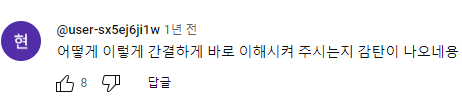 현
@user-sx5ej6ji1w 1년 전
어떻게 이렇게 간결하게 바로 이해시켜 주시는지 감탄이 나오네용
8 답글